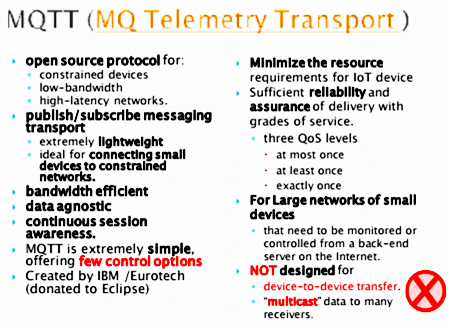 MQTT (MQ Telemetry Transport )
open source protocol for:
constrained devices
low-bandwidth
high-latency networks.
publish/subscribe messaging
transport
extremely lightweight
ideal for connecting small
devices to constrained
networks.
bandwidth efficient
data agnostic
continuous session
awareness.
MQTT is extremely simple,
offering few control options
Created by IBM /Eurotech
(donated to Eclipse)
Minimize the resource
requirements for IoT device
Sufficient reliability and
assurance of delivery with
grades of service.
three QoS levels
at most once
at least once
exactly once
For Large networks of small
devices
that need to be monitored or
controlled from a back-end
server on the Internet.
NOT designed for
device-to-device transfer.
"multicast" data to many
receivers.